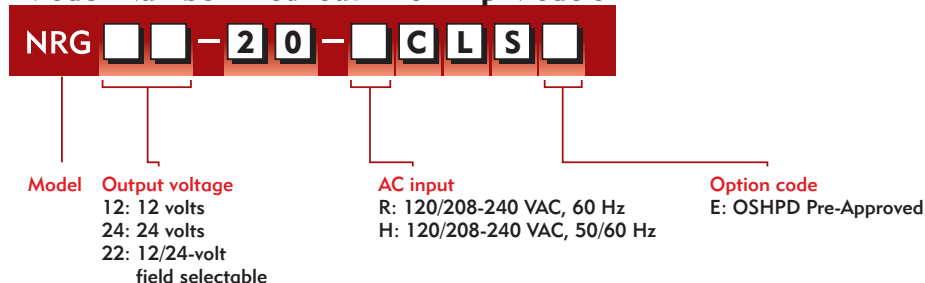 NRG – 2 0 – C L S
Model
Output voltage
12: 12 volts
24: 24 volts
22: 12/24-volt
field selectable
AC input
R: 120/208-240 VAC, 60 Hz
H: 120/208-240 VAC, 50/60 Hz
Option code
E: OSHPD Pre-Approved